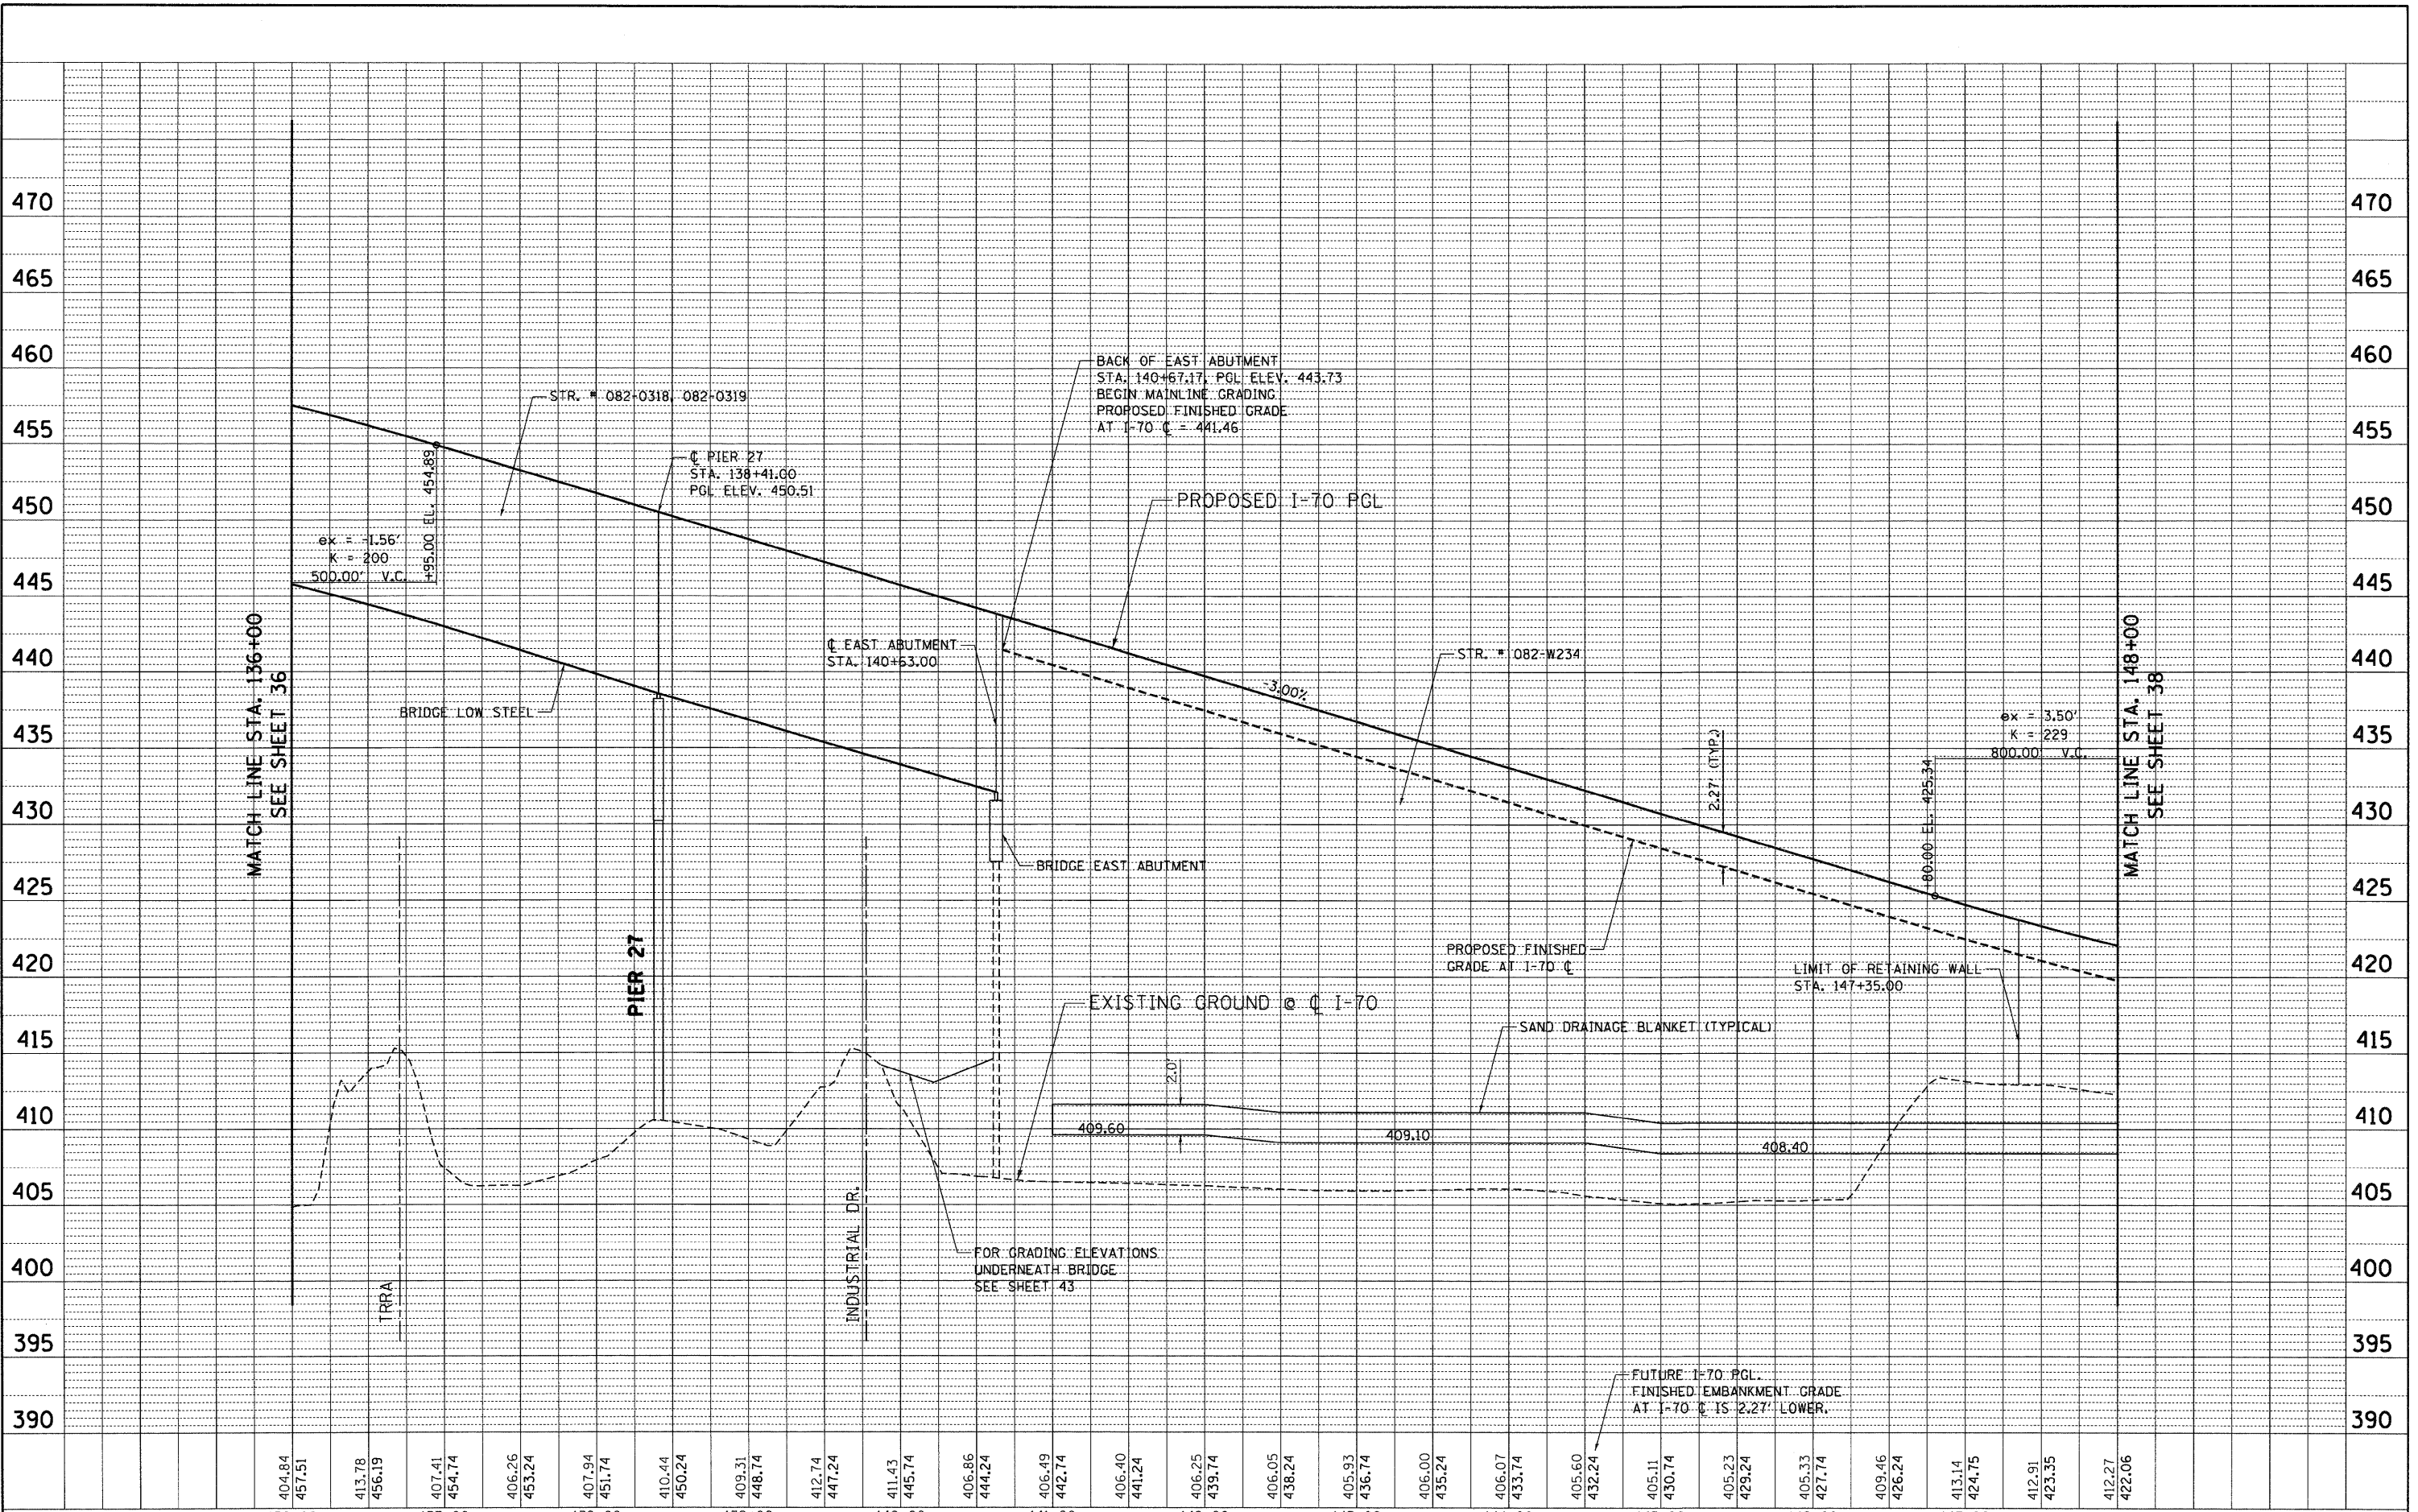 470 470
465 465
460 460
455 455
450 450
445 445
440 440
435 435
430 430
425 425
420 420
415 415
410 410
405 405
400 400
395 395
390 390
MATCH LINE STA. 136+00
SEE SHEET 36
ex = -1.56'
K = 200
500.00' V.C.
+95.00 EL. 454.89
STR. # 082-0318, 082-0319
℄ PIER 27
STA. 138+41.00
PGL ELEV. 450.51
BRIDGE LOW STEEL
PIER 27
TRRA
INDUSTRIAL DR.
℄ EAST ABUTMENT
STA. 140+63.00
BACK OF EAST ABUTMENT
STA. 140+67.17, PGL ELEV. 443.73
BEGIN MAINLINE GRADING
PROPOSED FINISHED GRADE
AT I-70 ℄ = 441.46
PROPOSED I-70 PGL
-3.00%
STR. # 082-W234
BRIDGE EAST ABUTMENT
2.27' (TYP.)
ex = 3.50'
K = 229
800.00' V.C.
+80.00 EL. 425.34
MATCH LINE STA. 148+00
SEE SHEET 38
PROPOSED FINISHED
GRADE AT I-70 ℄
LIMIT OF RETAINING WALL
STA. 147+35.00
EXISTING GROUND @ ℄ I-70
SAND DRAINAGE BLANKET (TYPICAL)
2.0'
409.60
409.10
408.40
FOR GRADING ELEVATIONS
UNDERNEATH BRIDGE
SEE SHEET 43
FUTURE I-70 PGL.
FINISHED EMBANKMENT GRADE
AT I-70 ℄ IS 2.27' LOWER.
404.84
457.51
413.78
456.19
407.41
454.74
406.26
453.24
407.94
451.74
410.44
450.24
409.31
448.74
412.74
447.24
411.43
445.74
406.86
444.24
406.49
442.74
406.40
441.24
406.25
439.74
406.05
438.24
405.93
436.74
406.00
435.24
406.07
433.74
405.60
432.24
405.11
430.74
405.23
429.24
405.33
427.74
409.46
426.24
413.14
424.75
412.91
423.35
412.27
422.06